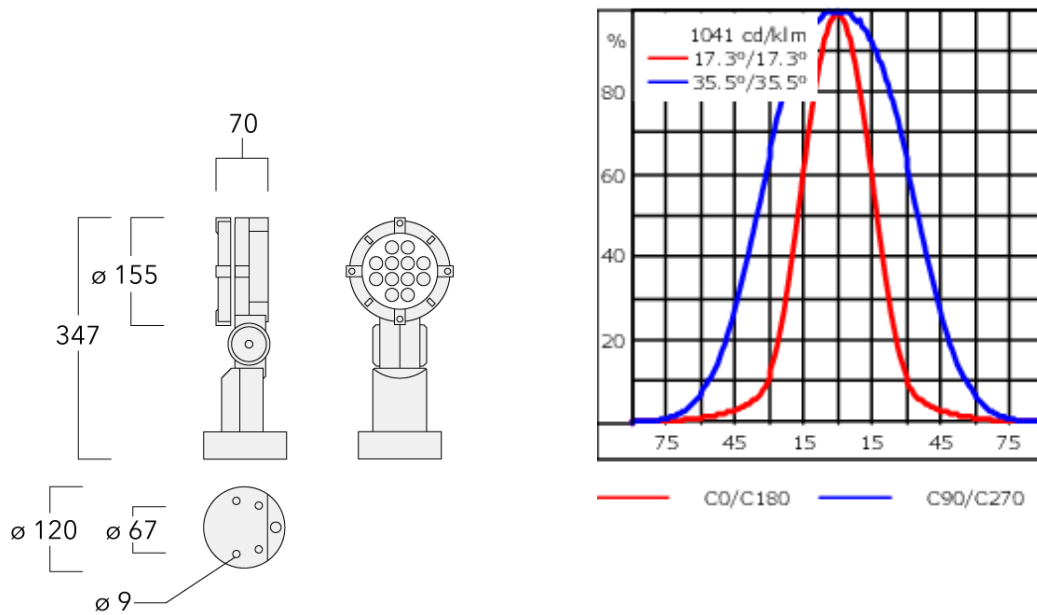 70
ø 155
347
ø 120
ø 67
ø 9
%
1041 cd/klm
17.3º/17.3º
35.5º/35.5º
80
60
40
20
75 45 15 15 45 75
C0/C180 C90/C270